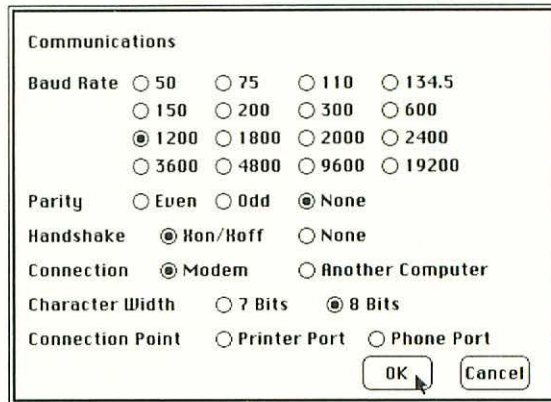 Communications
Baud Rate 50 75 110 134.5
150 200 300 600
1200 1800 2000 2400
3600 4800 9600 19200
Parity Even Odd None
Handshake Xon/Xoff None
Connection Modem Another Computer
Character Width 7 Bits 8 Bits
Connection Point Printer Port Phone Port
OK Cancel